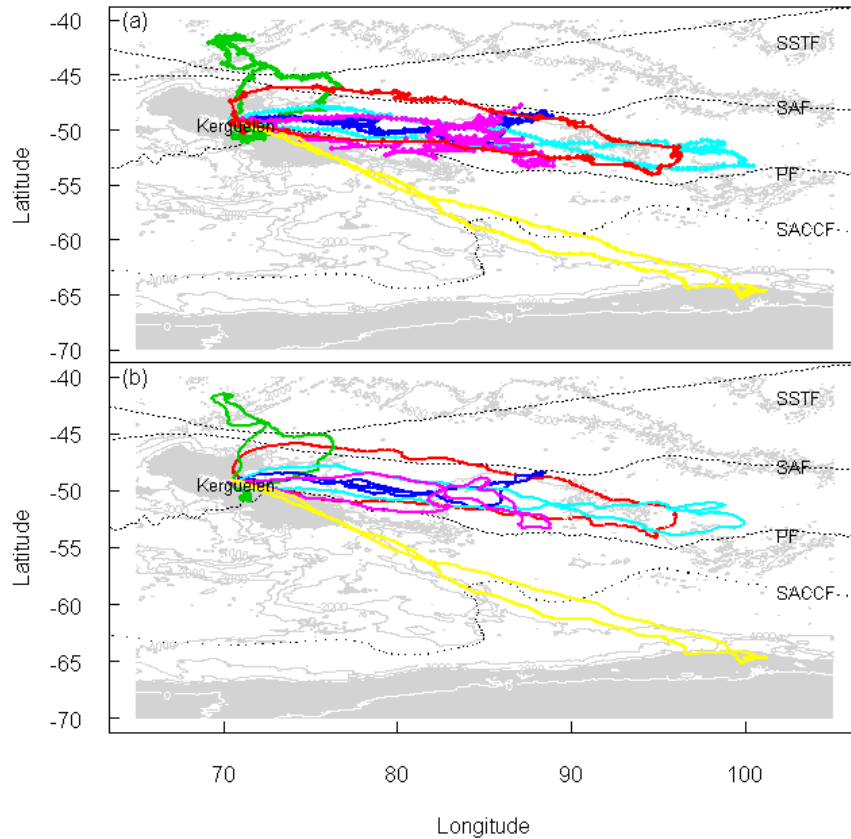 (a)
-40
-45
-50
-55
-60
-65
-70
Latitude
SSTF
SAF
PF
SACCF
Kerguelen
(b)
-40
-45
-50
-55
-60
-65
-70
Latitude
SSTF
SAF
PF
SACCF
Kerguelen
70 80 90 100
Longitude